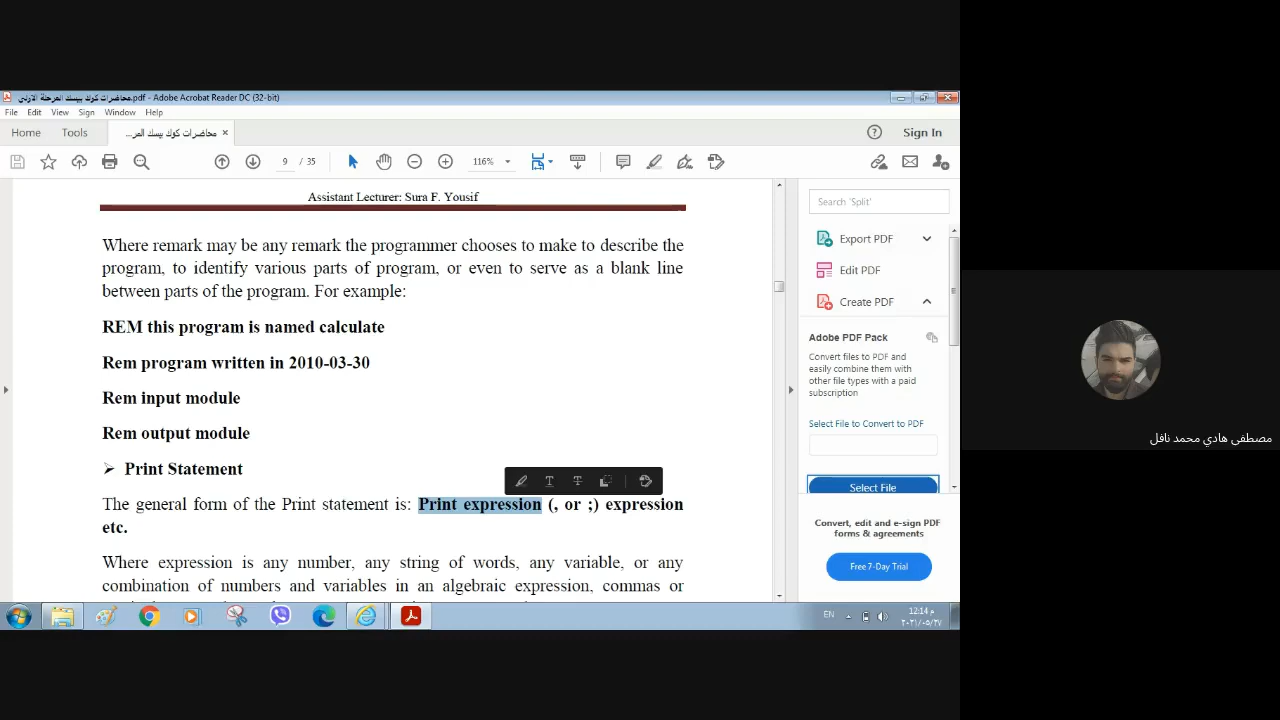 محاضرات كوك بيسك المرحلة الاولى.pdf - Adobe Acrobat Reader DC (32-bit)
File Edit View Sign Window Help
Home Tools محاضرات كوك بيسك المر... × Sign In
9 / 35 116%
Assistant Lecturer: Sura F. Yousif
Where remark may be any remark the programmer chooses to make to describe the
program, to identify various parts of program, or even to serve as a blank line
between parts of the program. For example:
REM this program is named calculate
Rem program written in 2010-03-30
Rem input module
Rem output module
➢ Print Statement
The general form of the Print statement is: Print expression (, or ;) expression
etc.
Where expression is any number, any string of words, any variable, or any
combination of numbers and variables in an algebraic expression, commas or
Search 'Split'
Export PDF
Edit PDF
Create PDF
Adobe PDF Pack
Convert files to PDF and
easily combine them with
other file types with a paid
subscription
Select File to Convert to PDF
Select File
Convert, edit and e-sign PDF
forms & agreements
Free 7-Day Trial
مصطفى هادي محمد نافل
EN
12:14 م
٢٠٢١/٠٥/٢٧